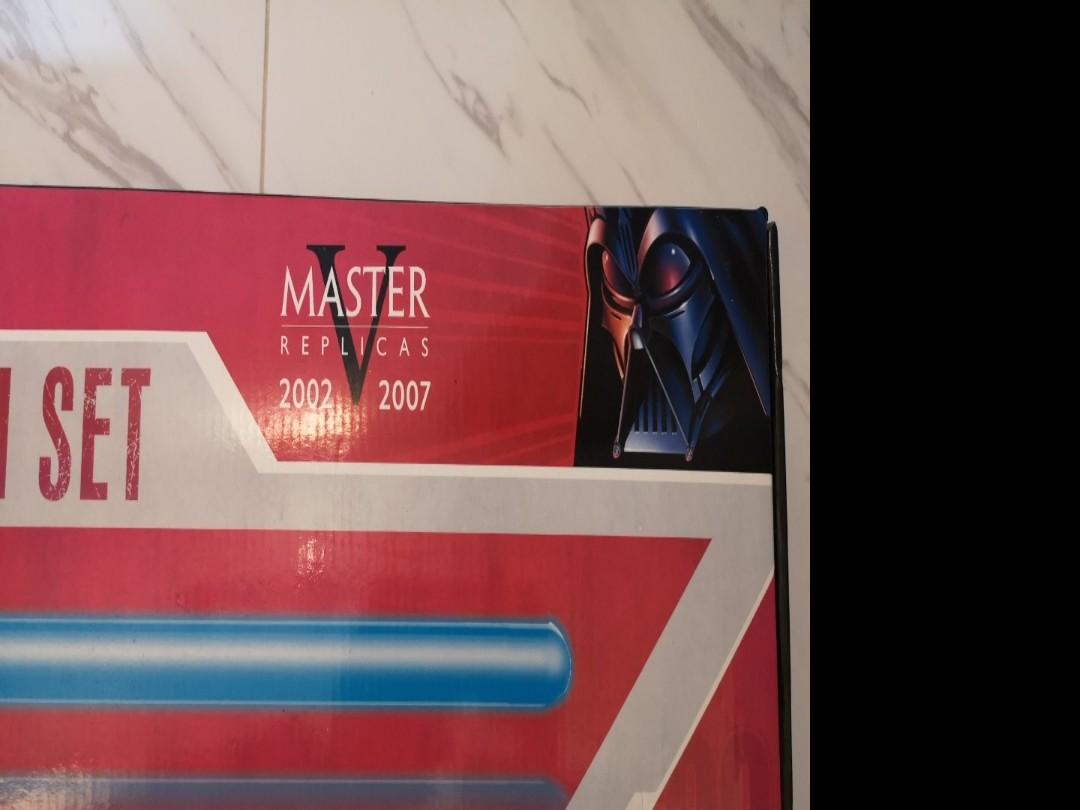 V
MASTER
REPLICAS
2002 2007
SET